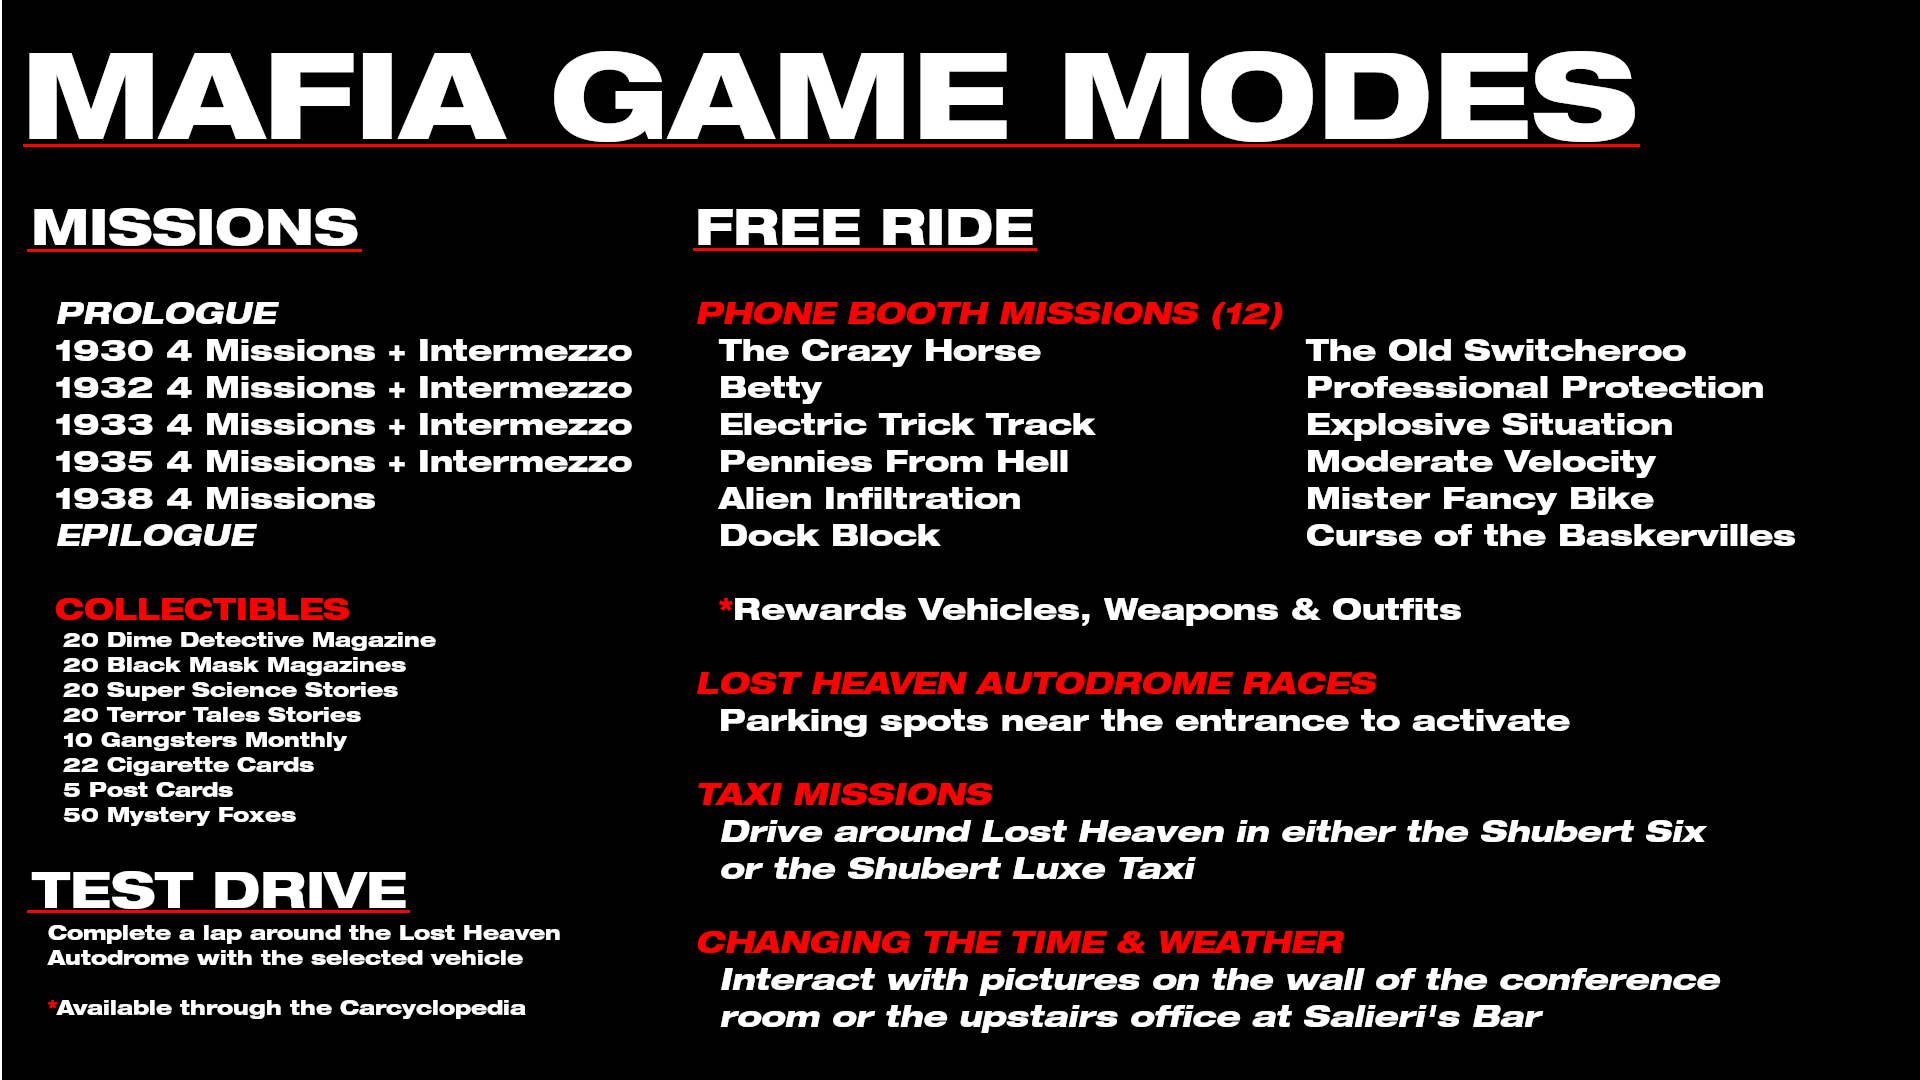 MAFIA GAME MODES
MISSIONS
PROLOGUE
1930 4 Missions + Intermezzo
1932 4 Missions + Intermezzo
1933 4 Missions + Intermezzo
1935 4 Missions + Intermezzo
1938 4 Missions
EPILOGUE
COLLECTIBLES
20 Dime Detective Magazine
20 Black Mask Magazines
20 Super Science Stories
20 Terror Tales Stories
10 Gangsters Monthly
22 Cigarette Cards
5 Post Cards
50 Mystery Foxes
TEST DRIVE
Complete a lap around the Lost Heaven
Autodrome with the selected vehicle
*Available through the Carcyclopedia
FREE RIDE
PHONE BOOTH MISSIONS (12)
The Crazy Horse
Betty
Electric Trick Track
Pennies From Hell
Alien Infiltration
Dock Block
The Old Switcheroo
Professional Protection
Explosive Situation
Moderate Velocity
Mister Fancy Bike
Curse of the Baskervilles
*Rewards Vehicles, Weapons & Outfits
LOST HEAVEN AUTODROME RACES
Parking spots near the entrance to activate
TAXI MISSIONS
Drive around Lost Heaven in either the Shubert Six
or the Shubert Luxe Taxi
CHANGING THE TIME & WEATHER
Interact with pictures on the wall of the conference
room or the upstairs office at Salieri's Bar